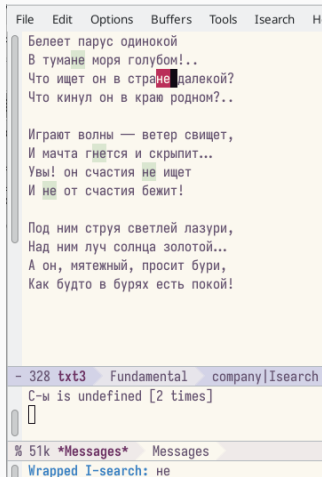 File Edit Options Buffers Tools Isearch H
Белеет парус одинокой
В тумане моря голубом!..
Что ищет он в стране далекой?
Что кинул он в краю родном?..
Играют волны — ветер свищет,
И мачта гнется и скрыпит…
Увы! он счастия не ищет
И не от счастия бежит!
Под ним струя светлей лазури,
Над ним луч солнца золотой…
А он, мятежный, просит бури,
Как будто в бурях есть покой!
- 328 txt3 Fundamental company|Isearch
C-ы is undefined [2 times]
% 51k *Messages* Messages
Wrapped I-search: не